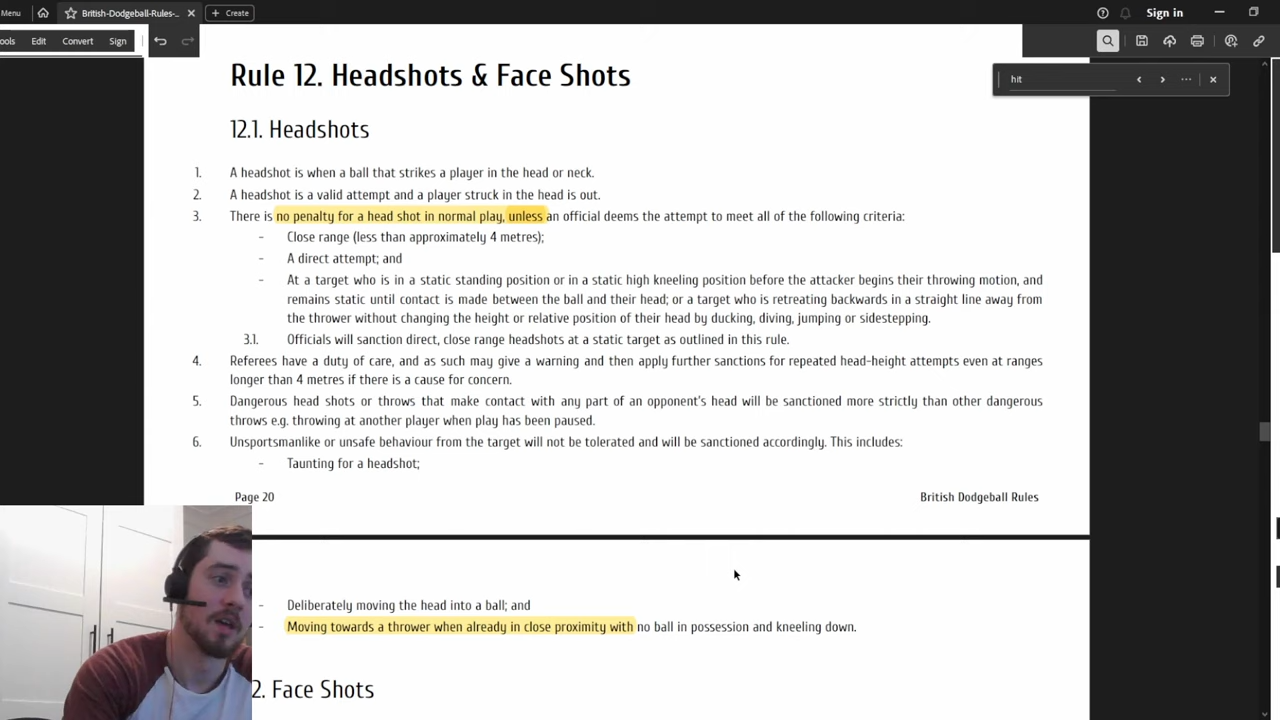 Menu
British-Dodgeball-Rules-...
Create
Sign in
ools
Edit
Convert
Sign
hit
Rule 12. Headshots & Face Shots
12.1. Headshots
1. A headshot is when a ball that strikes a player in the head or neck.
2. A headshot is a valid attempt and a player struck in the head is out.
3. There is no penalty for a head shot in normal play, unless an official deems the attempt to meet all of the following criteria:
- Close range (less than approximately 4 metres);
- A direct attempt; and
- At a target who is in a static standing position or in a static high kneeling position before the attacker begins their throwing motion, and
remains static until contact is made between the ball and their head; or a target who is retreating backwards in a straight line away from
the thrower without changing the height or relative position of their head by ducking, diving, jumping or sidestepping.
3.1. Officials will sanction direct, close range headshots at a static target as outlined in this rule.
4. Referees have a duty of care, and as such may give a warning and then apply further sanctions for repeated head-height attempts even at ranges
longer than 4 metres if there is a cause for concern.
5. Dangerous head shots or throws that make contact with any part of an opponent's head will be sanctioned more strictly than other dangerous
throws e.g. throwing at another player when play has been paused.
6. Unsportsmanlike or unsafe behaviour from the target will not be tolerated and will be sanctioned accordingly. This includes:
- Taunting for a headshot;
Page 20
British Dodgeball Rules
- Deliberately moving the head into a ball; and
- Moving towards a thrower when already in close proximity with no ball in possession and kneeling down.
2. Face Shots